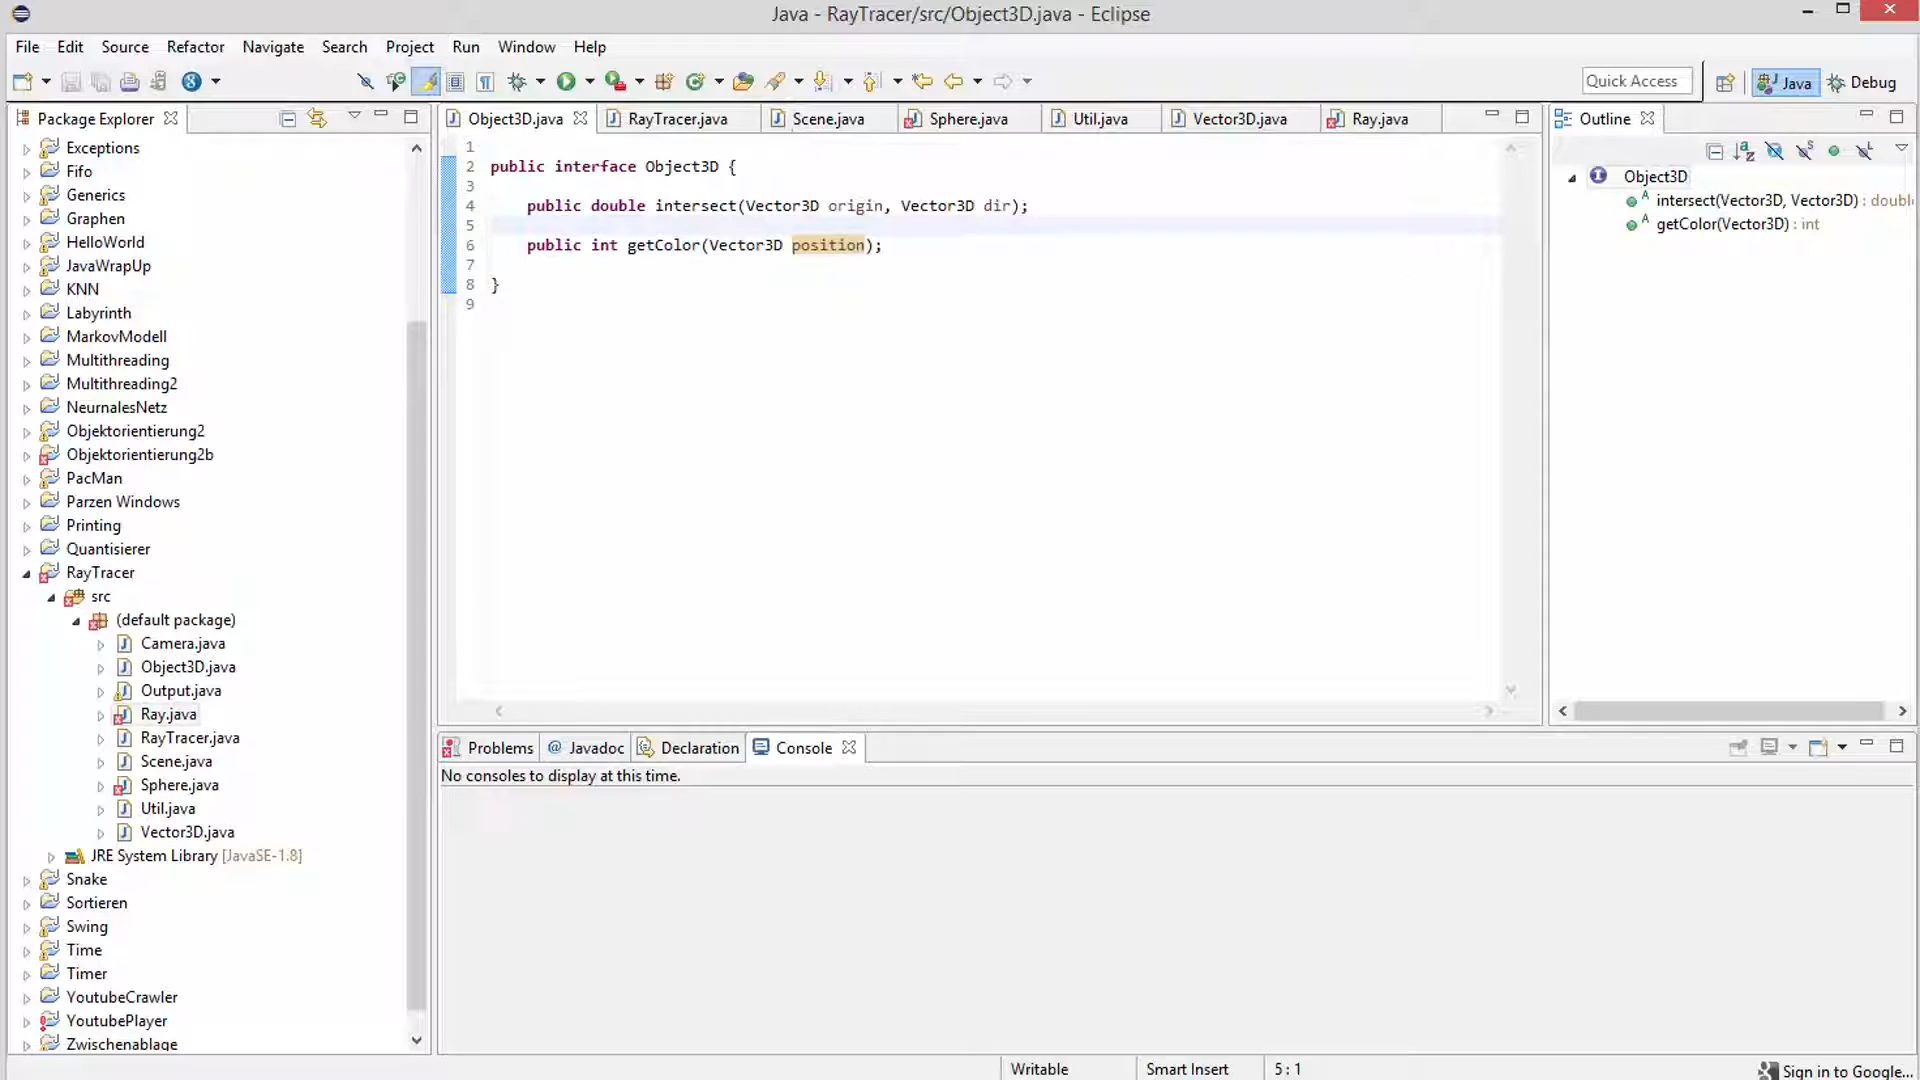 Java - RayTracer/src/Object3D.java - Eclipse
File Edit Source Refactor Navigate Search Project Run Window Help
Quick Access
Java
Debug
Package Explorer
Exceptions
Fifo
Generics
Graphen
HelloWorld
JavaWrapUp
KNN
Labyrinth
MarkovModell
Multithreading
Multithreading2
NeurnalesNetz
Objektorientierung2
Objektorientierung2b
PacMan
Parzen Windows
Printing
Quantisierer
RayTracer
src
(default package)
Camera.java
Object3D.java
Output.java
Ray.java
RayTracer.java
Scene.java
Sphere.java
Util.java
Vector3D.java
JRE System Library [JavaSE-1.8]
Snake
Sortieren
Swing
Time
Timer
YoutubeCrawler
YoutubePlayer
Zwischenablage
Object3D.java RayTracer.java Scene.java Sphere.java Util.java Vector3D.java Ray.java
1
2 public interface Object3D {
3
4 public double intersect(Vector3D origin, Vector3D dir);
5
6 public int getColor(Vector3D position);
7
8 }
9
Outline
Object3D
intersect(Vector3D, Vector3D) : doubl
getColor(Vector3D) : int
Problems @ Javadoc Declaration Console
No consoles to display at this time.
Writable Smart Insert 5 : 1
Sign in to Google...